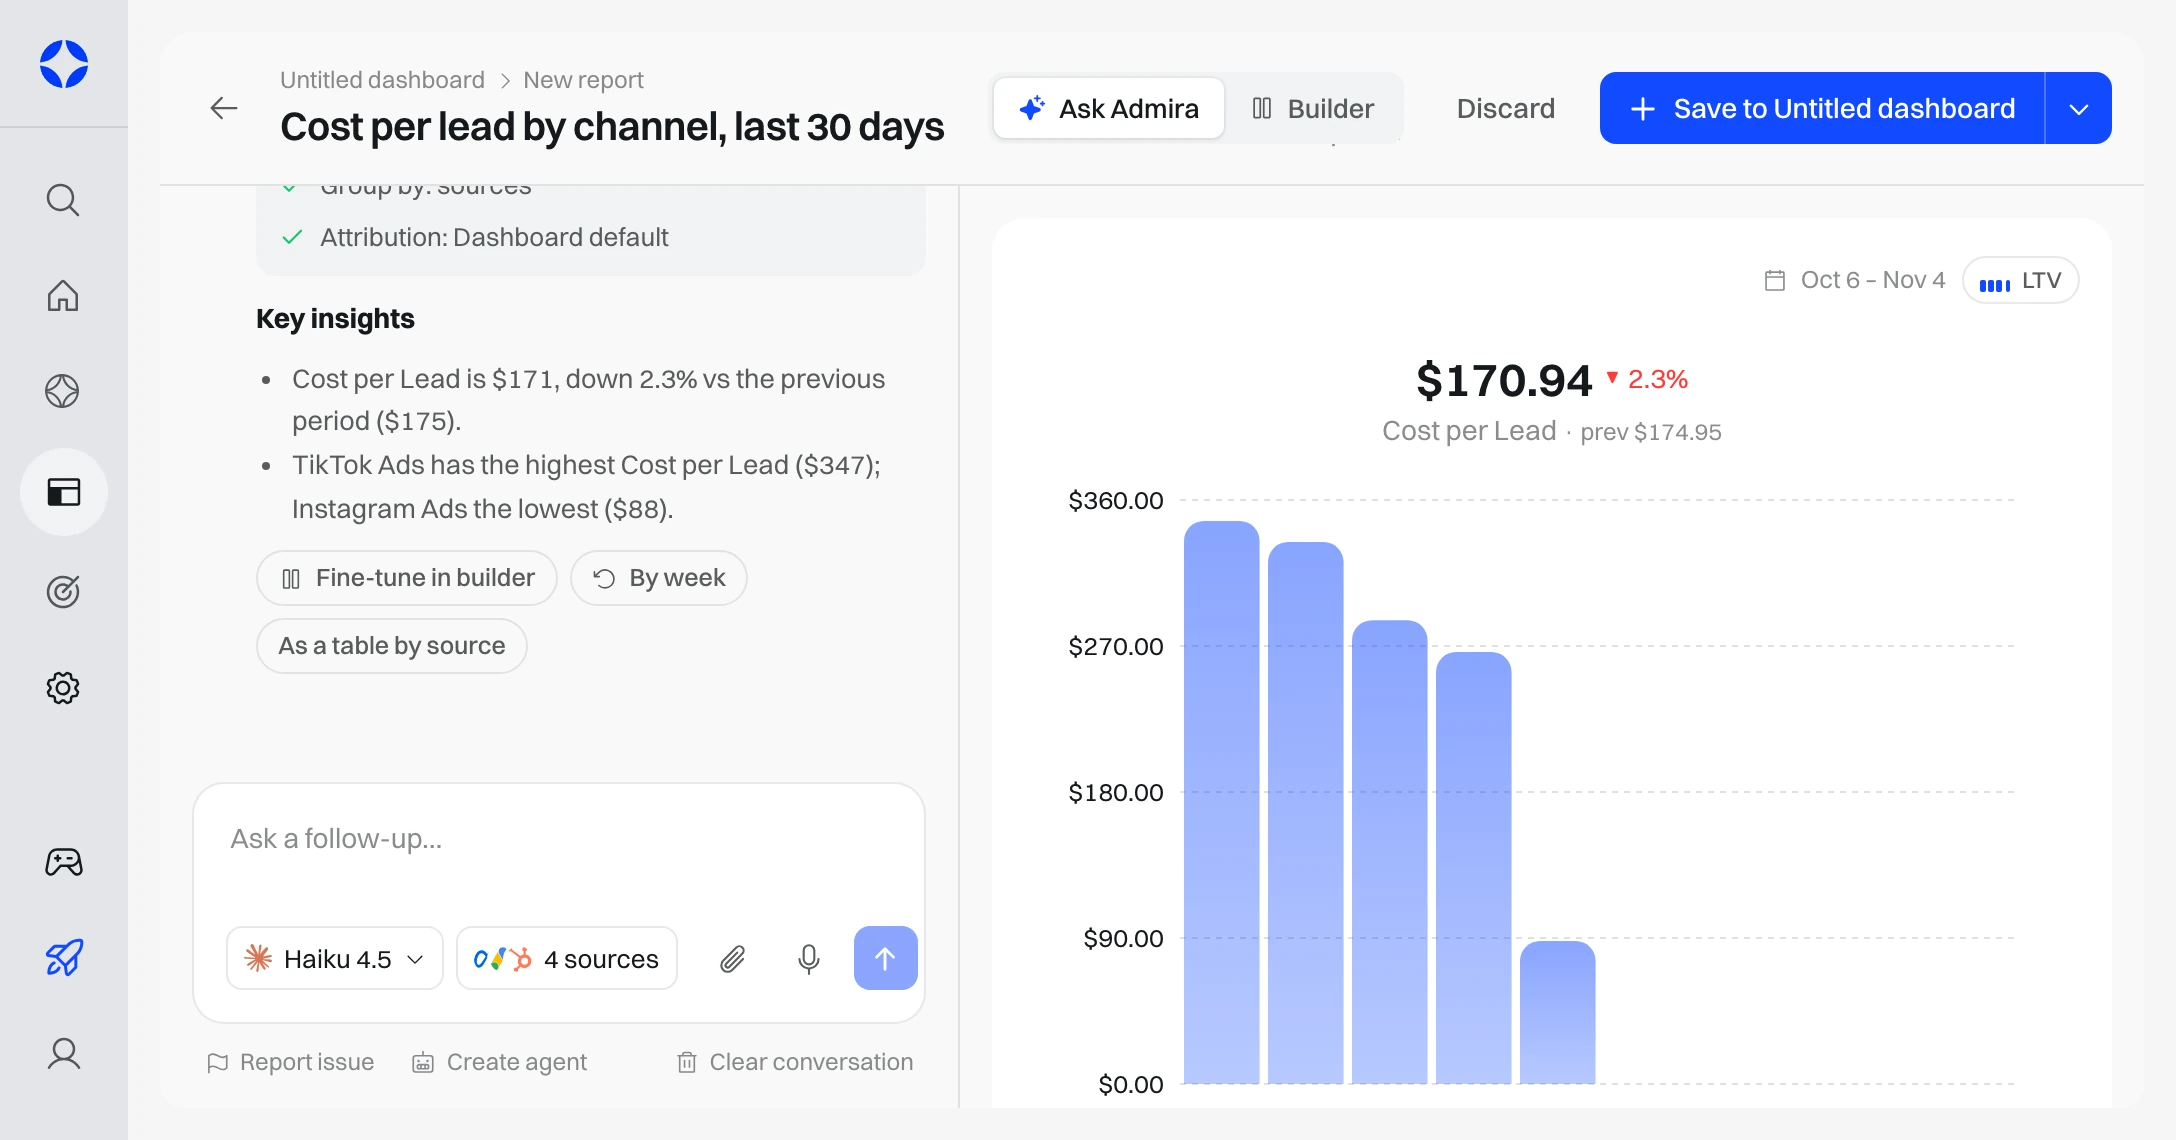 Untitled dashboard > New report
Cost per lead by channel, last 30 days
Ask Admira
Builder
Discard
+ Save to Untitled dashboard
Group by: sources
Attribution: Dashboard default
Key insights
• Cost per Lead is $171, down 2.3% vs the previous
period ($175).
• TikTok Ads has the highest Cost per Lead ($347);
Instagram Ads the lowest ($88).
Fine-tune in builder
By week
As a table by source
Ask a follow-up...
Haiku 4.5
4 sources
Report issue
Create agent
Clear conversation
Oct 6 – Nov 4
LTV
$170.94 ▼ 2.3%
Cost per Lead · prev $174.95
$360.00
$270.00
$180.00
$90.00
$0.00